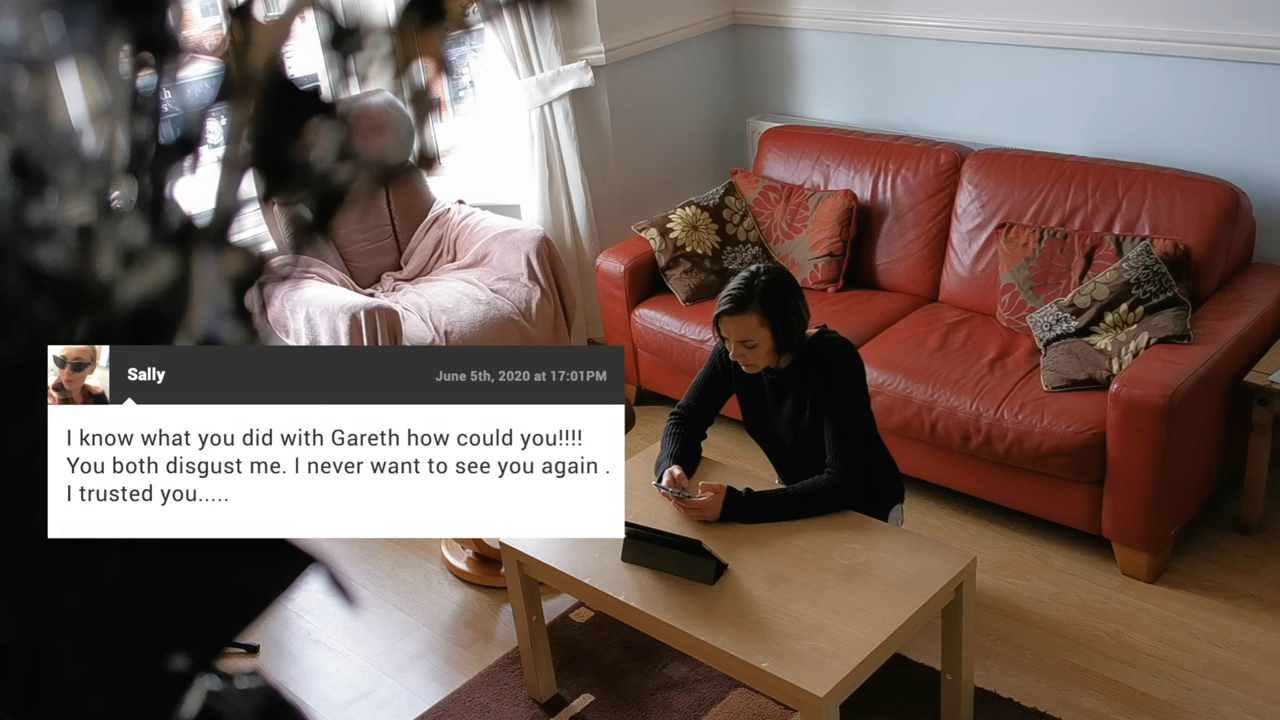 Sally
June 5th, 2020 at 17:01PM
I know what you did with Gareth how could you!!!!
You both disgust me. I never want to see you again .
I trusted you.....